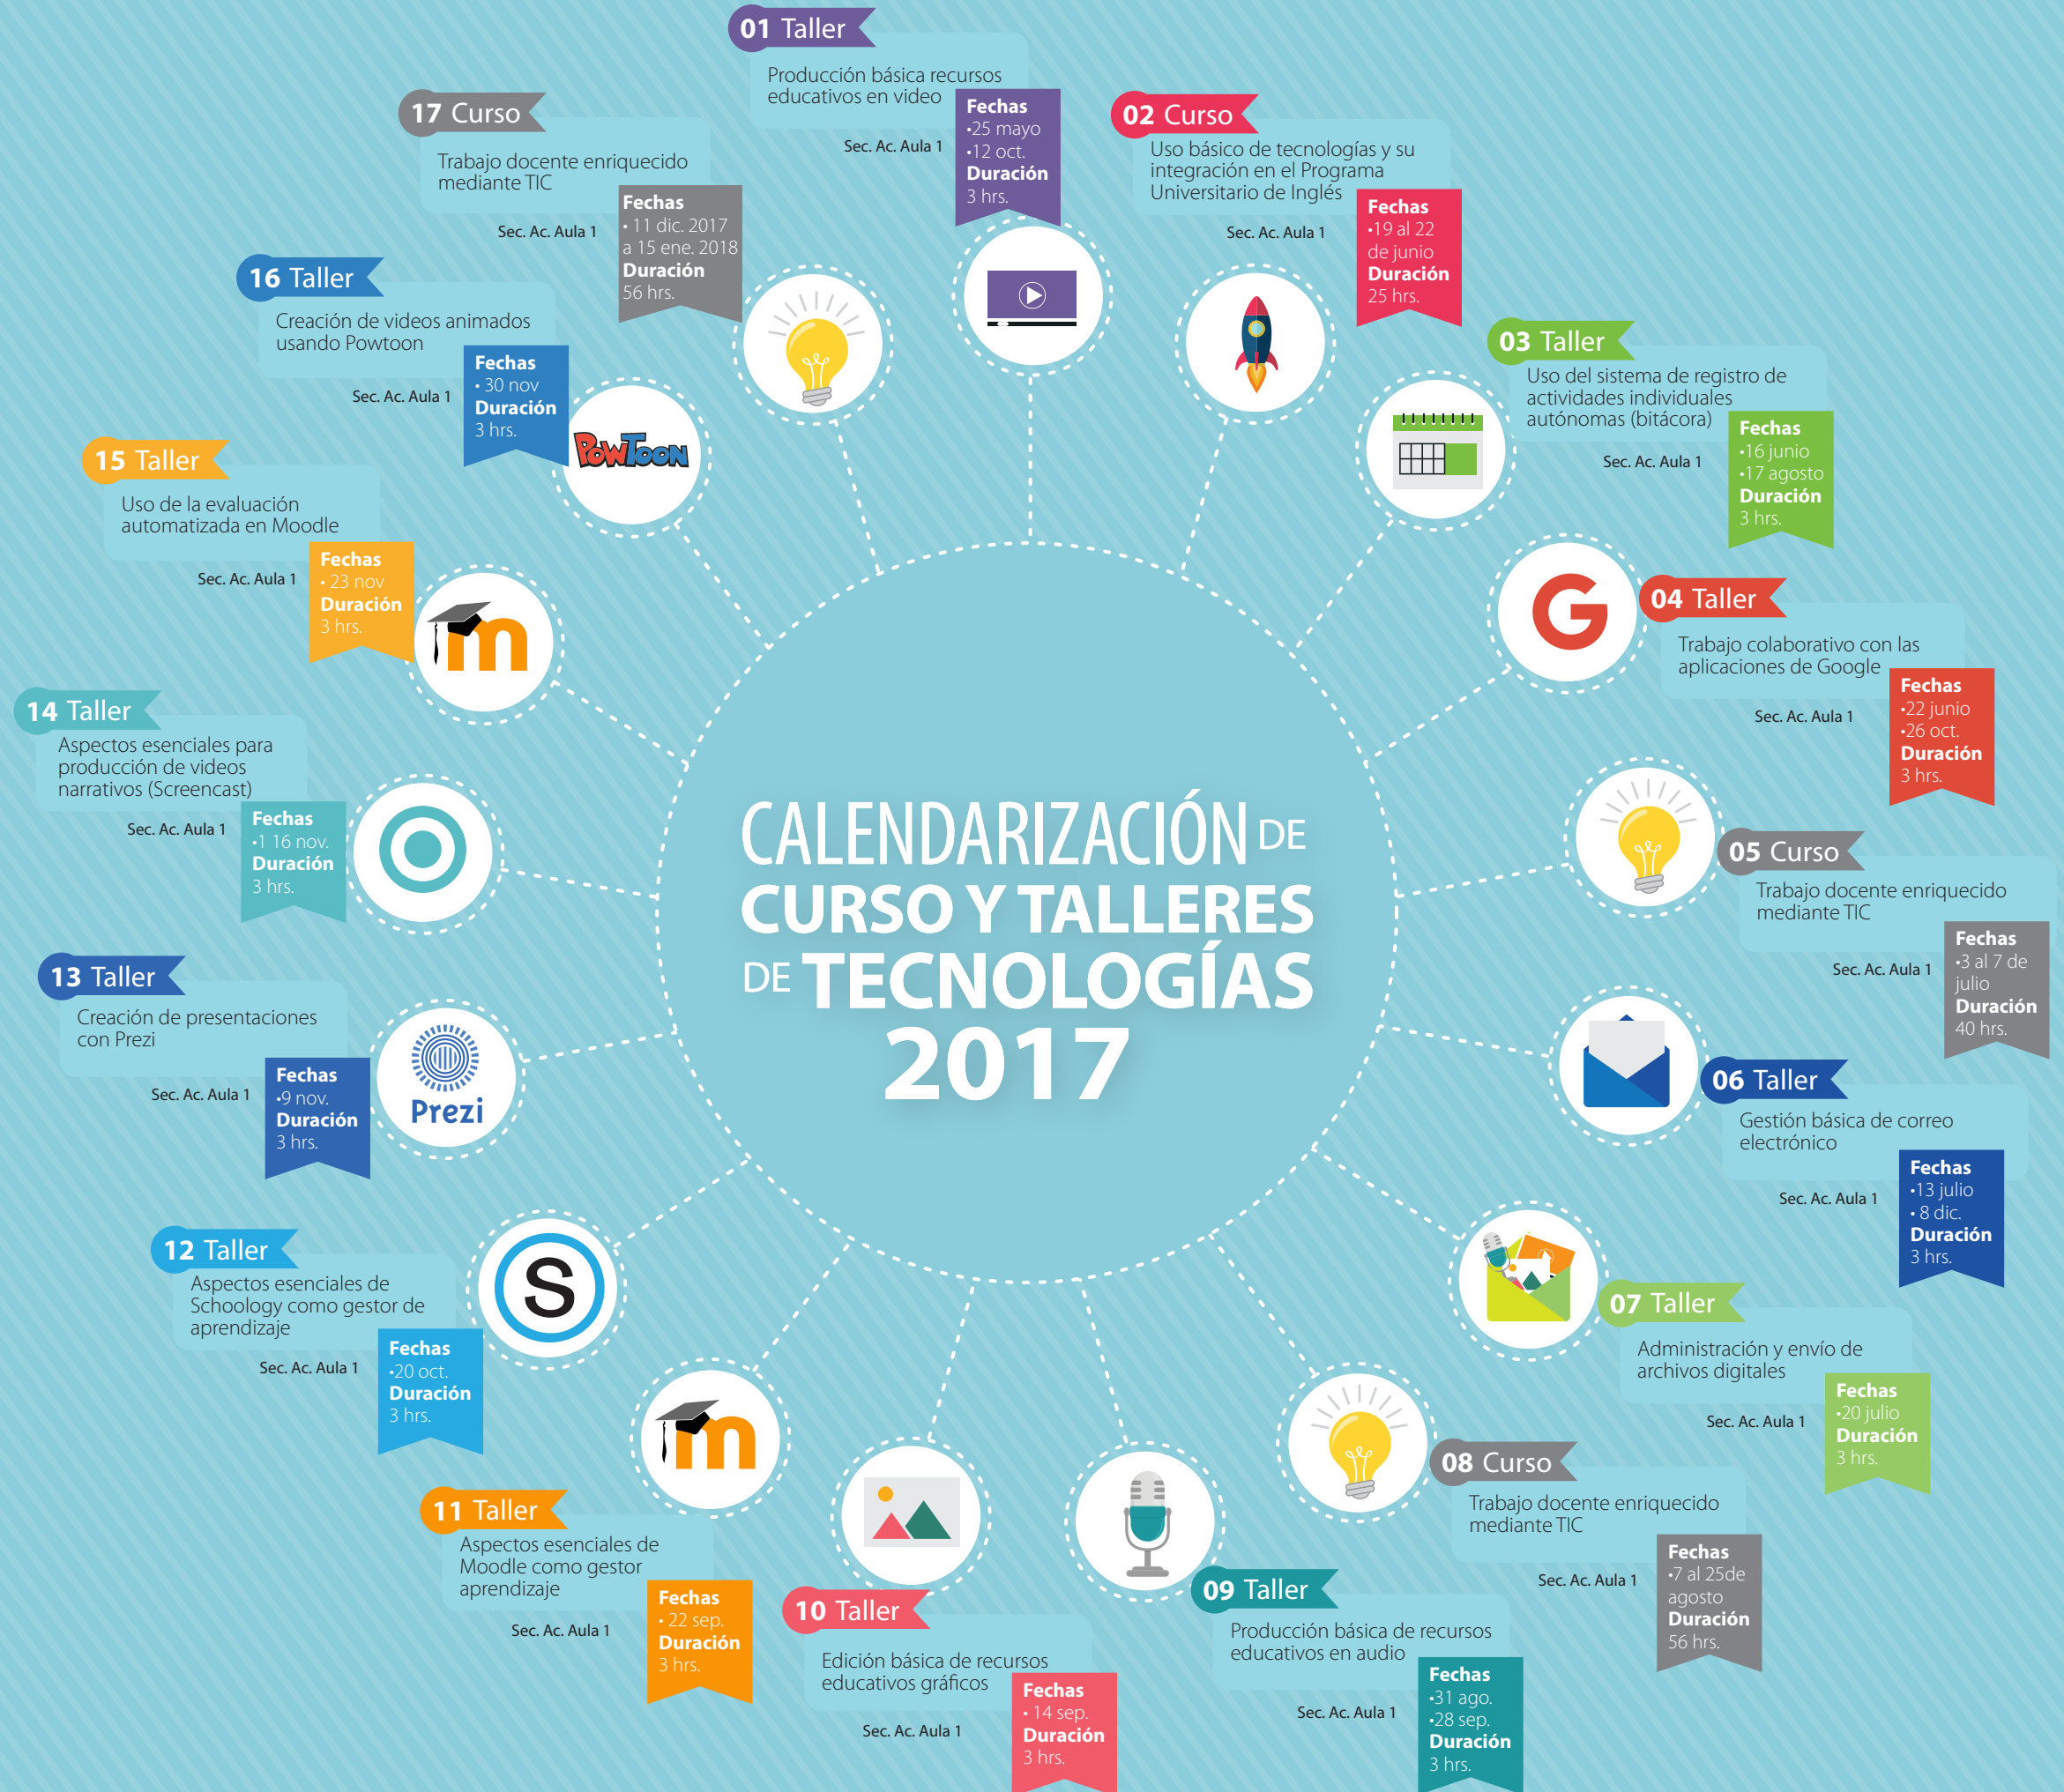 CALENDARIZACIÓN DE
CURSO Y TALLERES
DE TECNOLOGÍAS
2017
01 Taller
Producción básica recursos
educativos en video
Sec. Ac. Aula 1
Fechas
•25 mayo
•12 oct.
Duración
3 hrs.
02 Curso
Uso básico de tecnologías y su
integración en el Programa
Universitario de Inglés
Sec. Ac. Aula 1
Fechas
•19 al 22
de junio
Duración
25 hrs.
03 Taller
Uso del sistema de registro de
actividades individuales
autónomas (bitácora)
Sec. Ac. Aula 1
Fechas
•16 junio
•17 agosto
Duración
3 hrs.
G
04 Taller
Trabajo colaborativo con las
aplicaciones de Google
Sec. Ac. Aula 1
Fechas
•22 junio
•26 oct.
Duración
3 hrs.
05 Curso
Trabajo docente enriquecido
mediante TIC
Sec. Ac. Aula 1
Fechas
•3 al 7 de
julio
Duración
40 hrs.
06 Taller
Gestión básica de correo
electrónico
Sec. Ac. Aula 1
Fechas
•13 julio
• 8 dic.
Duración
3 hrs.
07 Taller
Administración y envío de
archivos digitales
Sec. Ac. Aula 1
Fechas
•20 julio
Duración
3 hrs.
08 Curso
Trabajo docente enriquecido
mediante TIC
Sec. Ac. Aula 1
Fechas
•7 al 25de
agosto
Duración
56 hrs.
09 Taller
Producción básica de recursos
educativos en audio
Sec. Ac. Aula 1
Fechas
•31 ago.
•28 sep.
Duración
3 hrs.
10 Taller
Edición básica de recursos
educativos gráficos
Sec. Ac. Aula 1
Fechas
• 14 sep.
Duración
3 hrs.
m
11 Taller
Aspectos esenciales de
Moodle como gestor
aprendizaje
Sec. Ac. Aula 1
Fechas
• 22 sep.
Duración
3 hrs.
S
12 Taller
Aspectos esenciales de
Schoology como gestor de
aprendizaje
Sec. Ac. Aula 1
Fechas
•20 oct.
Duración
3 hrs.
Prezi
13 Taller
Creación de presentaciones
con Prezi
Sec. Ac. Aula 1
Fechas
•9 nov.
Duración
3 hrs.
14 Taller
Aspectos esenciales para
producción de videos
narrativos (Screencast)
Sec. Ac. Aula 1
Fechas
•1 16 nov.
Duración
3 hrs.
m
15 Taller
Uso de la evaluación
automatizada en Moodle
Sec. Ac. Aula 1
Fechas
• 23 nov
Duración
3 hrs.
PowToon
16 Taller
Creación de videos animados
usando Powtoon
Sec. Ac. Aula 1
Fechas
• 30 nov
Duración
3 hrs.
17 Curso
Trabajo docente enriquecido
mediante TIC
Sec. Ac. Aula 1
Fechas
• 11 dic. 2017
a 15 ene. 2018
Duración
56 hrs.